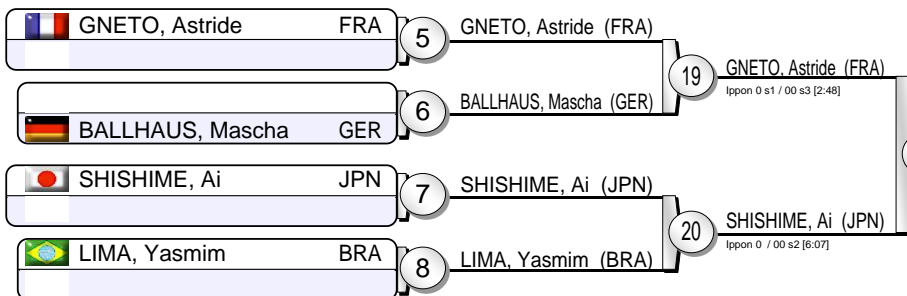 GNETO, Astride FRA
5
GNETO, Astride (FRA)
19
GNETO, Astride (FRA)
Ippon 0 s1 / 00 s3 [2:48]
6
BALLHAUS, Mascha (GER)
BALLHAUS, Mascha GER
SHISHIME, Ai JPN
7
SHISHIME, Ai (JPN)
20
SHISHIME, Ai (JPN)
Ippon 0 / 00 s2 [6:07]
LIMA, Yasmim BRA
8
LIMA, Yasmim (BRA)